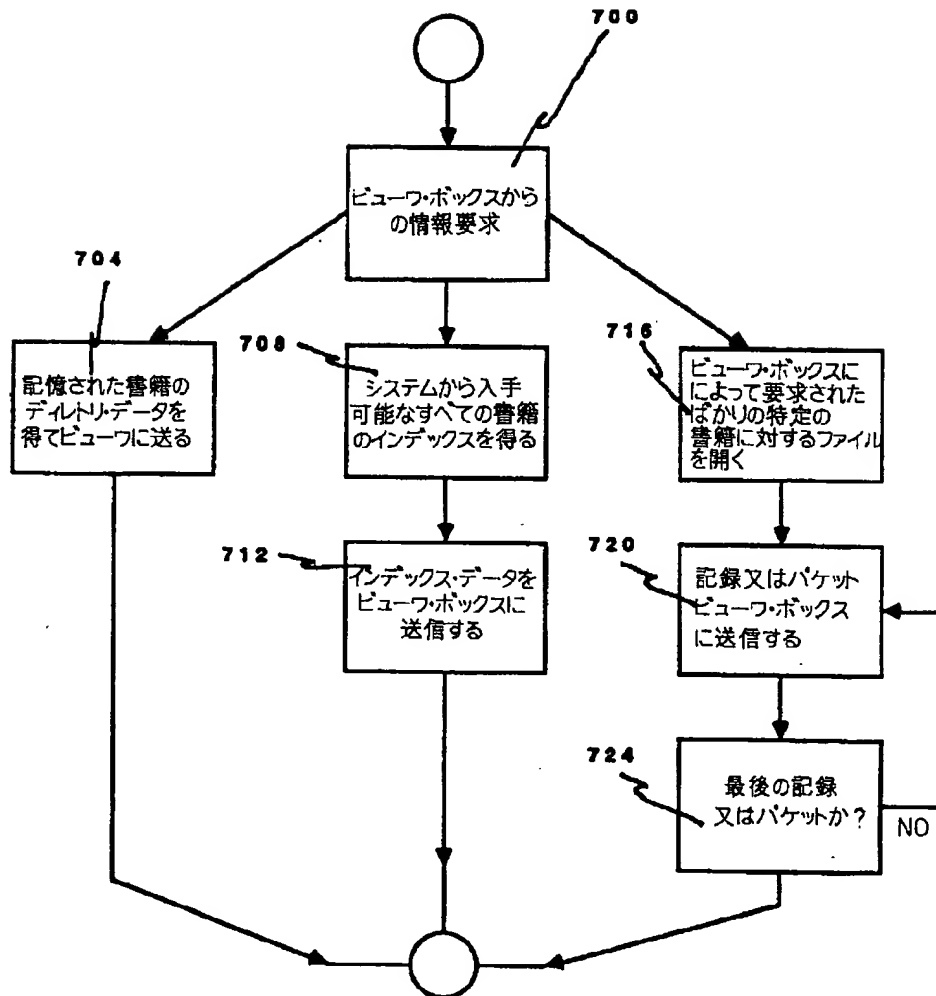 700
ビューワ・ボックスから
の情報要求
704
記憶された書籍の
ディレトリ・データを
得てビューワに送る
708
システムから入手
可能なすべての書籍
のインデックスを得る
712
インデックス・データを
ビューワ・ボックスに
送信する
716
ビューワ・ボックスに
によって要求された
ばかりの特定の
書籍に対するファイル
を開く
720
記録又はパケット
ビューワ・ボックス
に送信する
724
最後の記録
又はパケットか？
NO